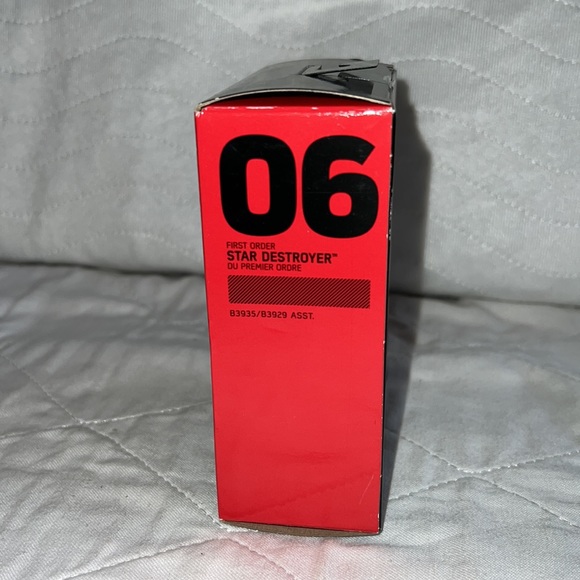 06
FIRST ORDER
STAR DESTROYER™
DU PREMIER ORDRE
B3935/B3929 ASST.